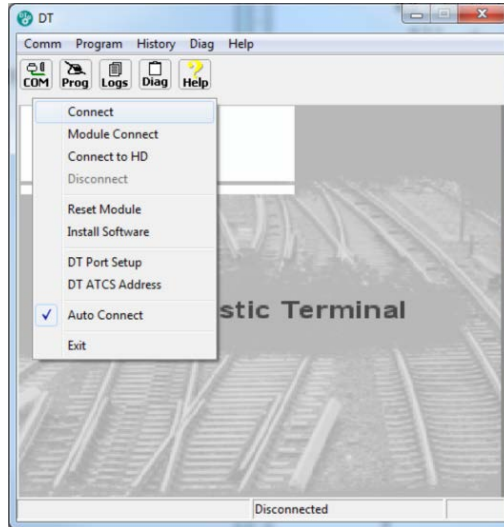 DT
Comm Program History Diag Help
COM Prog Logs Diag Help
Connect
Module Connect
Connect to HD
Disconnect
Reset Module
Install Software
DT Port Setup
DT ATCS Address
Auto Connect
Exit
stic Terminal
Disconnected